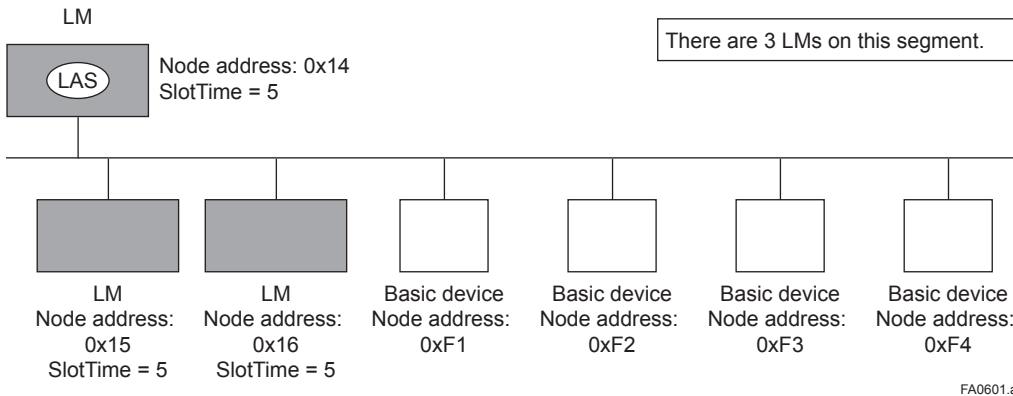 LM
There are 3 LMs on this segment.
LAS
Node address: 0x14
SlotTime = 5
LM
Node address:
0x15
SlotTime = 5
LM
Node address:
0x16
SlotTime = 5
Basic device
Node address:
0xF1
Basic device
Node address:
0xF2
Basic device
Node address:
0xF3
Basic device
Node address:
0xF4
FA0601.a